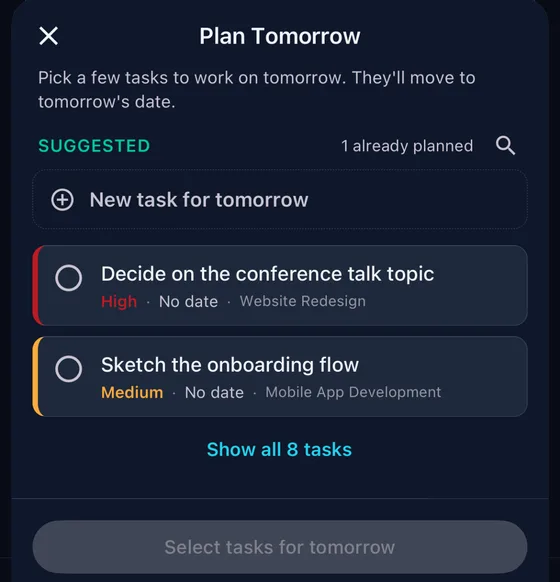 Plan Tomorrow
Pick a few tasks to work on tomorrow. They'll move to
tomorrow's date.
SUGGESTED 1 already planned
New task for tomorrow
Decide on the conference talk topic
High · No date · Website Redesign
Sketch the onboarding flow
Medium · No date · Mobile App Development
Show all 8 tasks
Select tasks for tomorrow